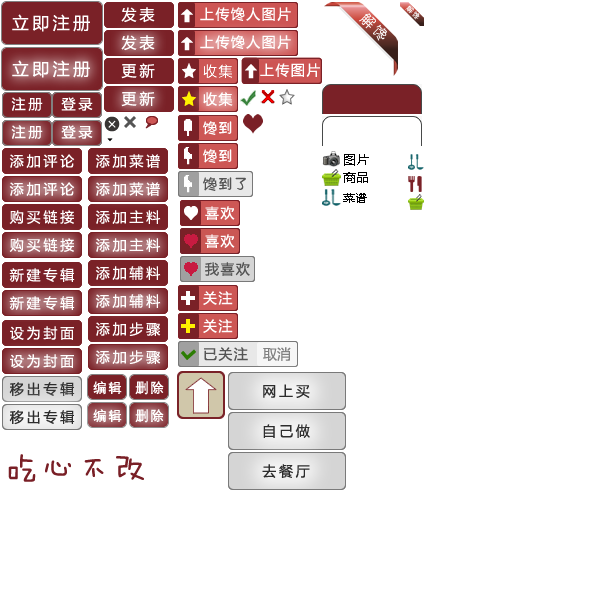 立即注册
立即注册
注册
登录
注册
登录
添加评论
添加评论
购买链接
购买链接
新建专辑
新建专辑
设为封面
设为封面
移出专辑
移出专辑
吃心不改
发表
发表
更新
更新
添加菜谱
添加菜谱
添加主料
添加主料
添加辅料
添加辅料
添加步骤
添加步骤
编辑
删除
编辑
删除
上传馋人图片
上传馋人图片
收集
上传图片
收集
馋到
馋到
馋到了
喜欢
喜欢
我喜欢
关注
关注
已关注 取消
网上买
自己做
去餐厅
解馋
解馋
图片
商品
菜谱